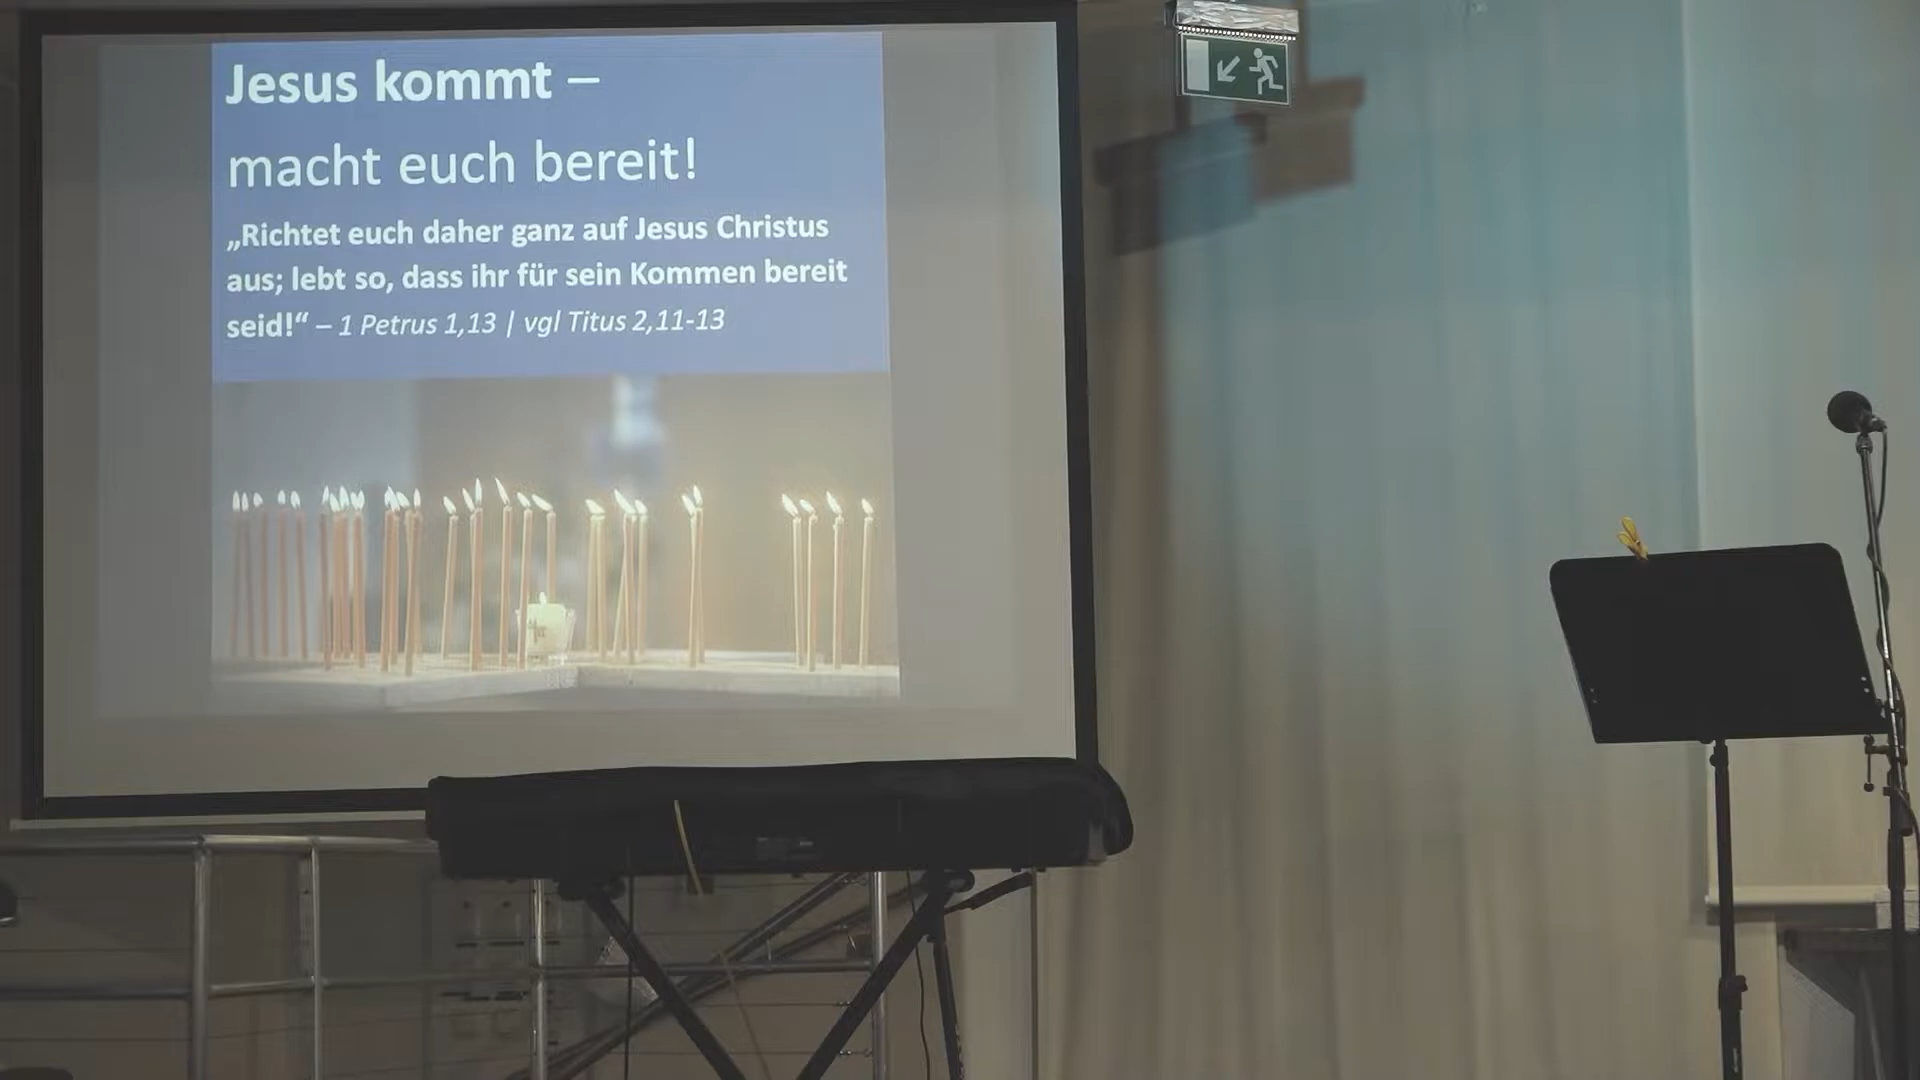 Jesus kommt –
macht euch bereit!
„Richtet euch daher ganz auf Jesus Christus
aus; lebt so, dass ihr für sein Kommen bereit
seid!“ – 1 Petrus 1,13 | vgl Titus 2,11-13